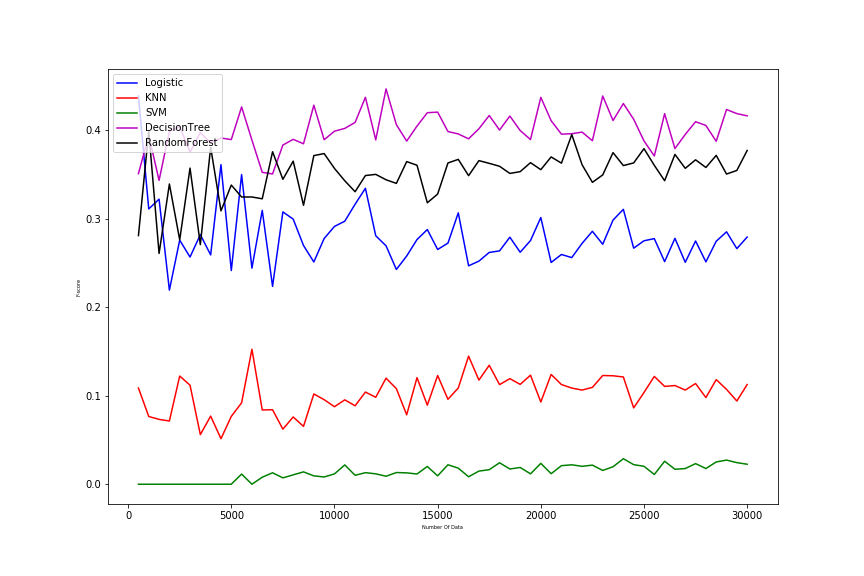 Logistic
KNN
SVM
DecisionTree
RandomForest
0.4
0.3
0.2
0.1
0.0
F-score
0 5000 10000 15000 20000 25000 30000
Number Of Data